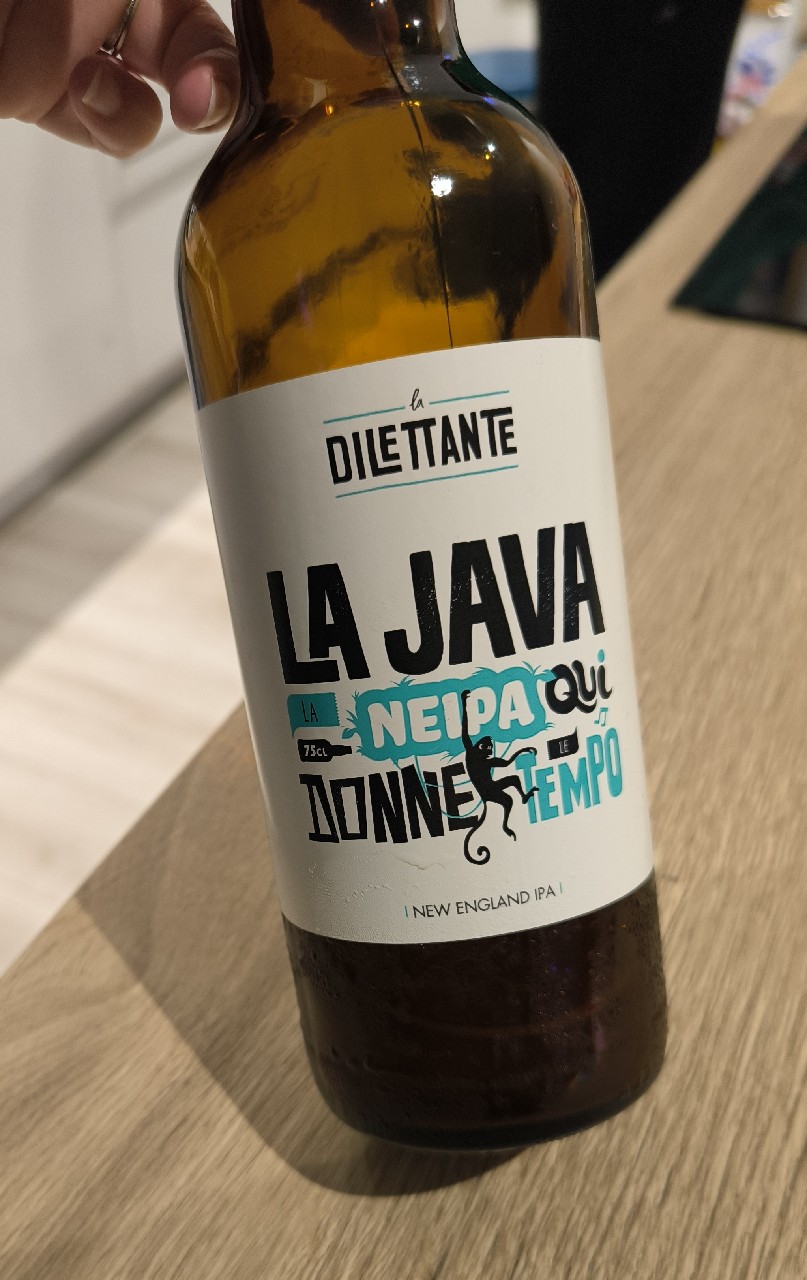 la
DILETTANTE
LA JAVA
LA NEIPA QUi
75CL
DONNE LE TEMPO
| NEW ENGLAND IPA |